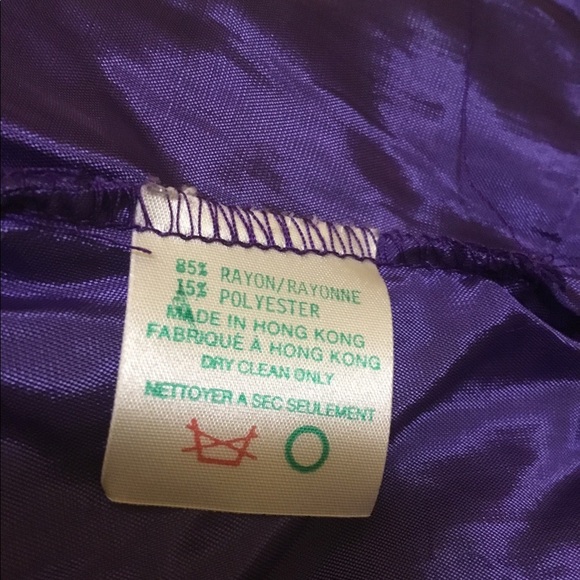 85% RAYON/RAYONNE
15% POLYESTER
MADE IN HONG KONG
FABRIQUÉ À HONG KONG
DRY CLEAN ONLY
NETTOYER A SEC SEULEMENT